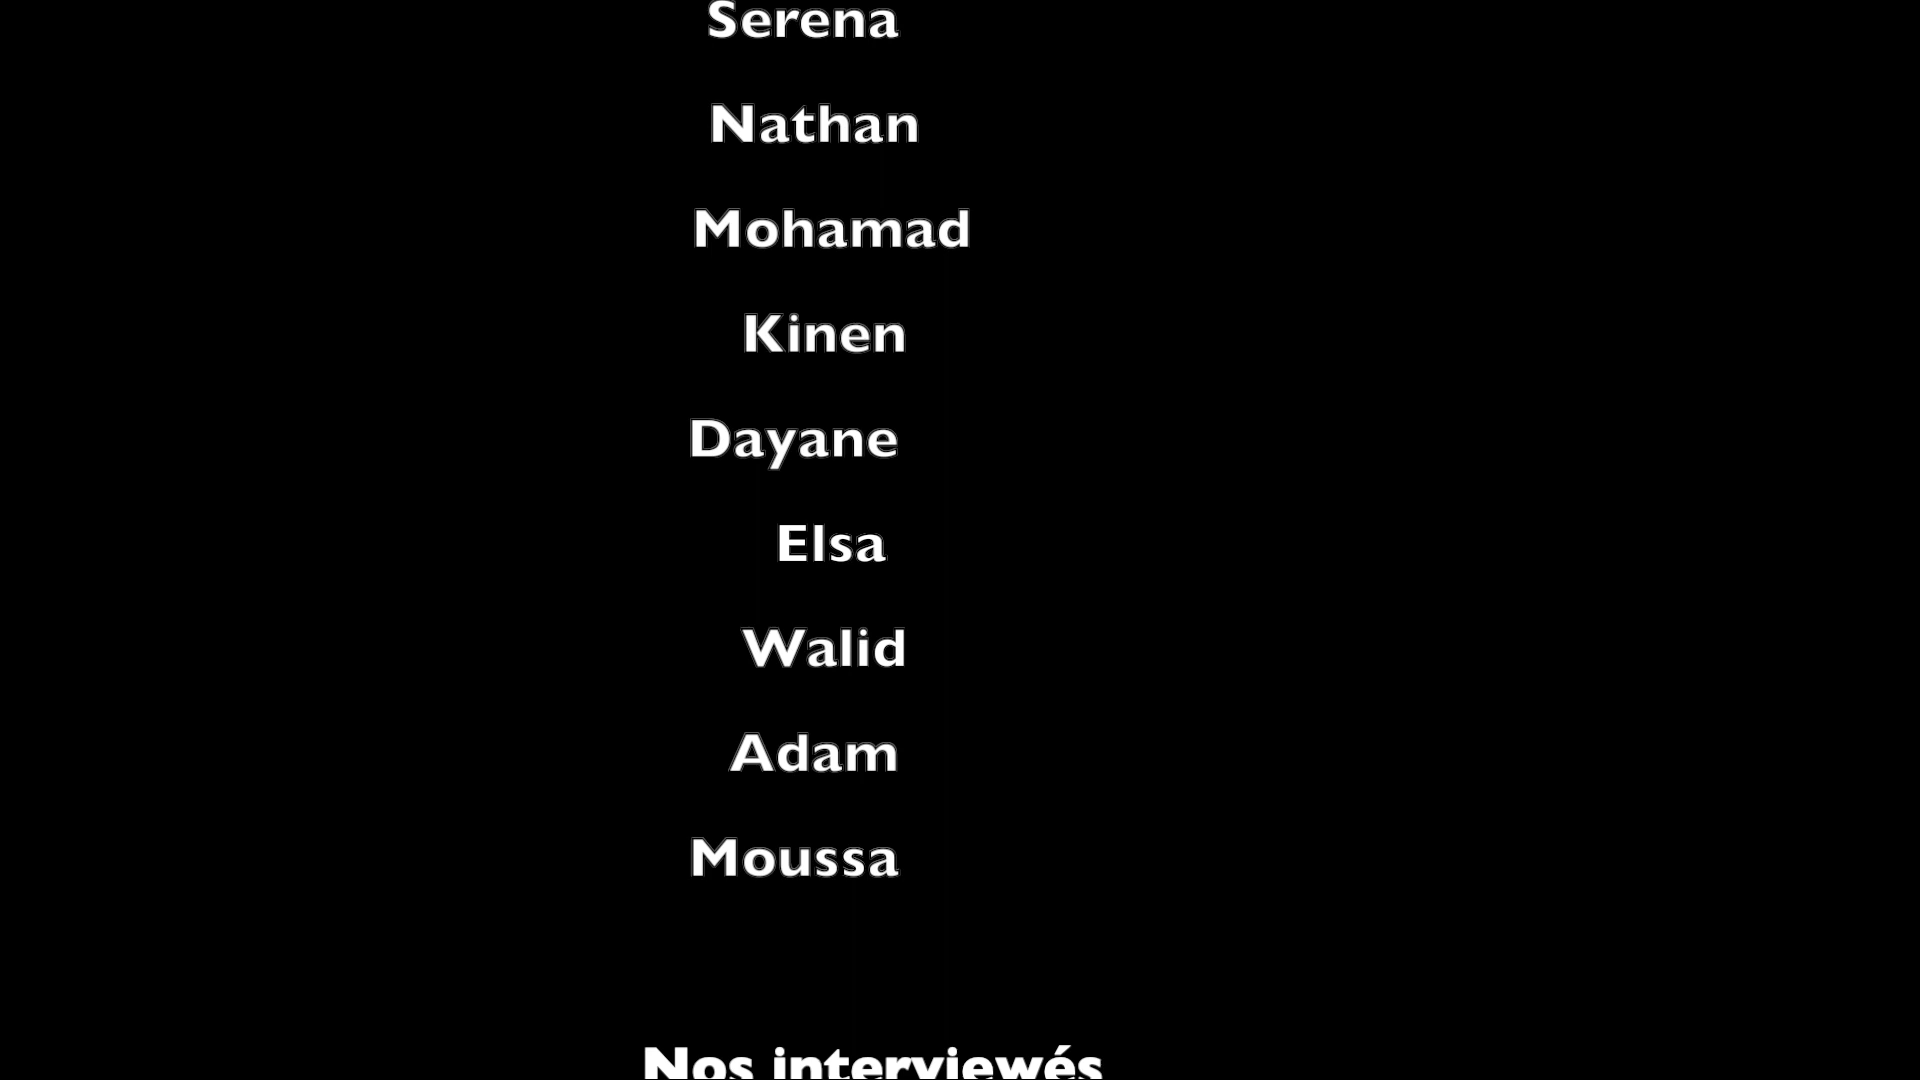 Serena
Nathan
Mohamad
Kinen
Dayane
Elsa
Walid
Adam
Moussa
Nos interviewés